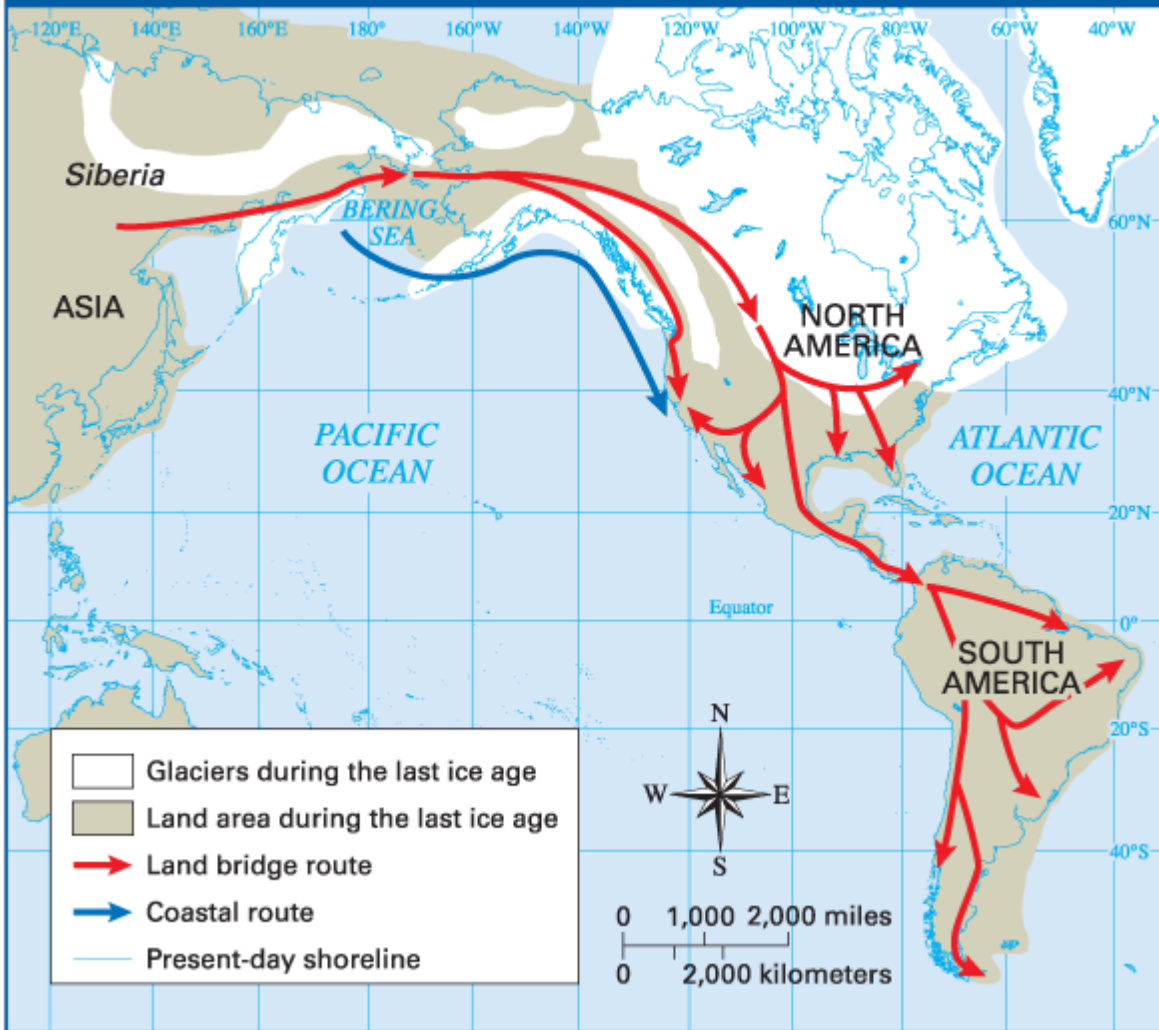 120°E 140°E 160°E 180° 160°W 140°W 120°W 100°W 80°W 60°W 40°W
Siberia
BERING
SEA
60°N
ASIA
NORTH
AMERICA
40°N
PACIFIC
OCEAN
ATLANTIC
OCEAN
20°N
Equator
0°
SOUTH
AMERICA
20°S
N
W
E
S
40°S
Glaciers during the last ice age
Land area during the last ice age
Land bridge route
Coastal route
Present-day shoreline
0 1,000 2,000 miles
0 2,000 kilometers